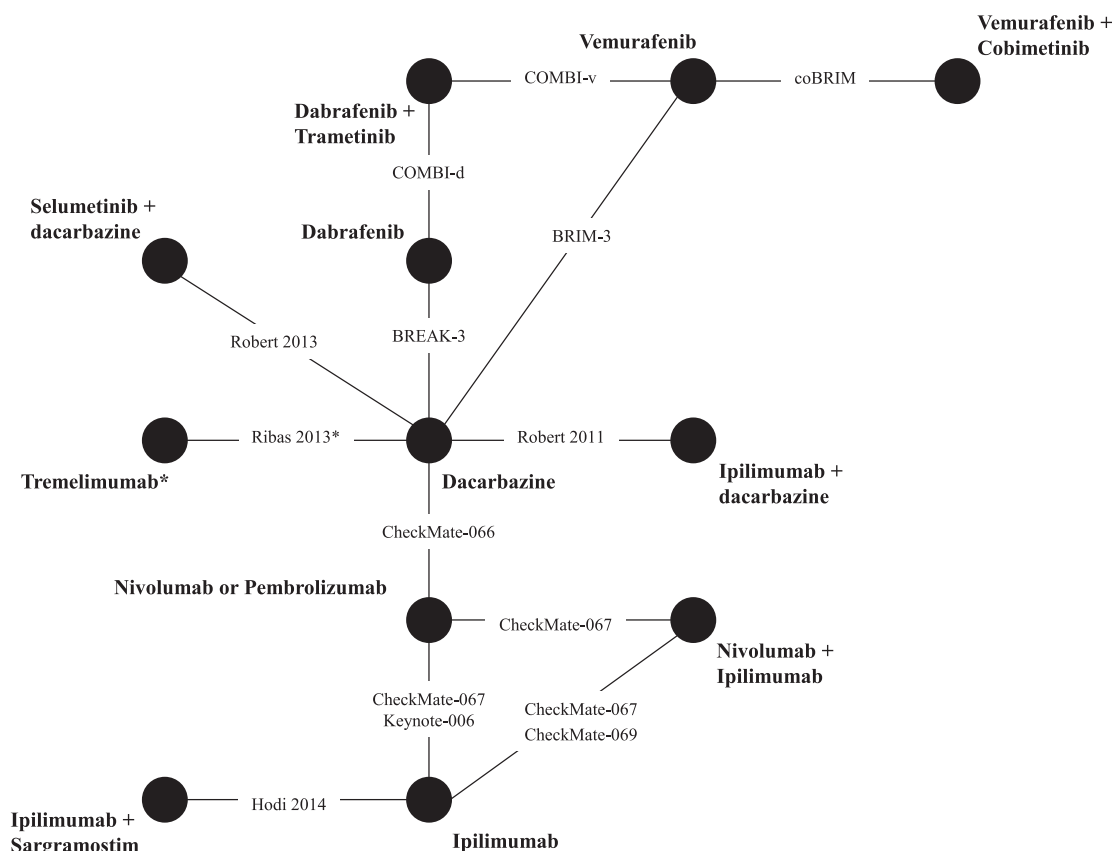 Vemurafenib
Vemurafenib +
Cobimetinib
COMBI-v
coBRIM
Dabrafenib +
Trametinib
COMBI-d
Selumetinib +
dacarbazine
Dabrafenib
BRIM-3
Robert 2013
BREAK-3
Ribas 2013*
Robert 2011
Tremelimumab*
Dacarbazine
Ipilimumab +
dacarbazine
CheckMate-066
Nivolumab or Pembrolizumab
CheckMate-067
Nivolumab +
Ipilimumab
CheckMate-067
Keynote-006
CheckMate-067
CheckMate-069
Hodi 2014
Ipilimumab +
Sargramostim
Ipilimumab